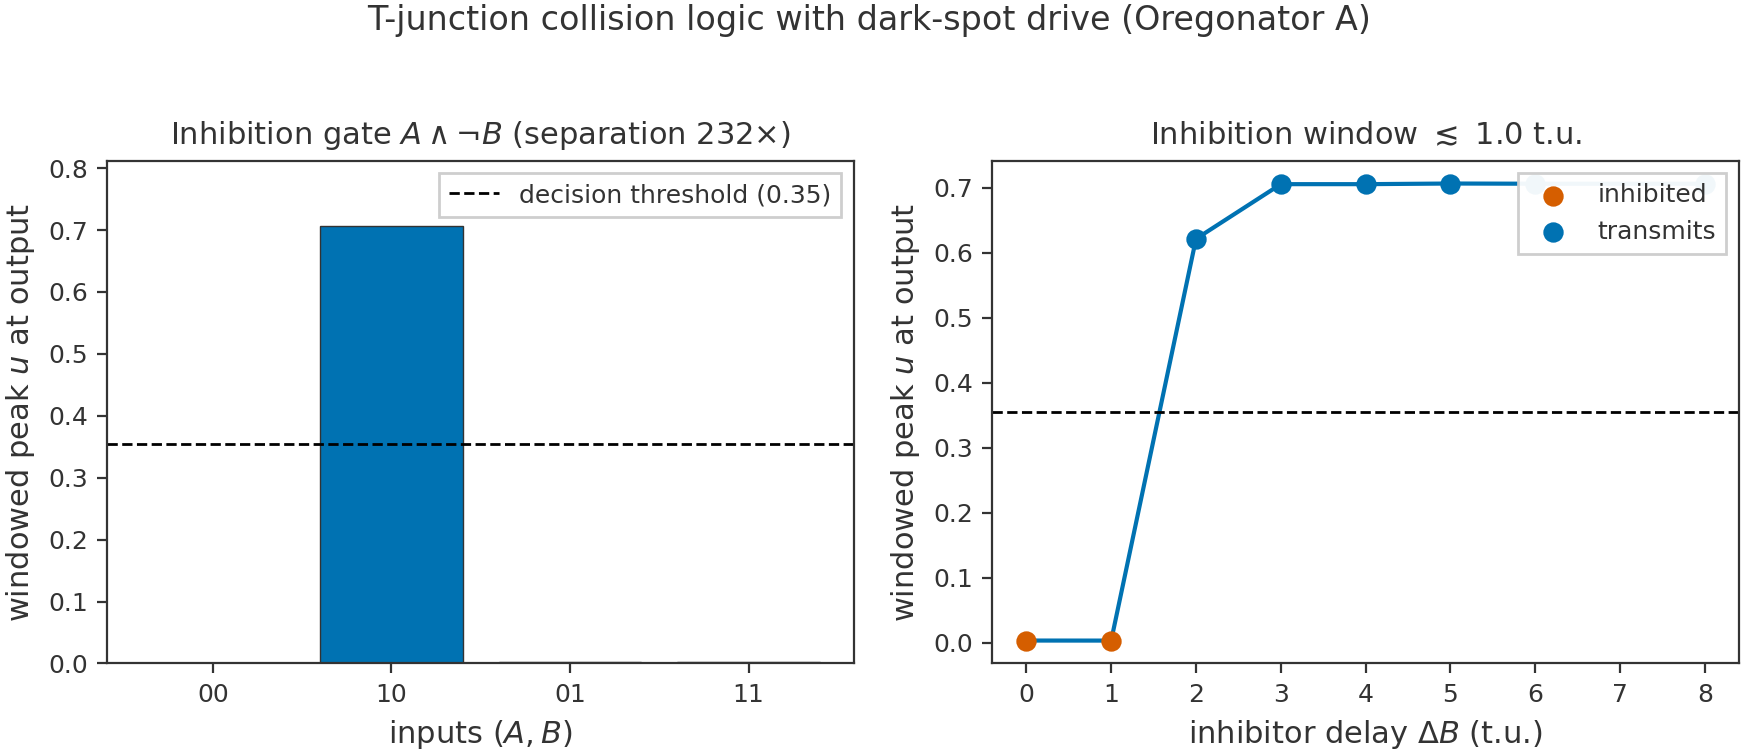 T-junction collision logic with dark-spot drive (Oregonator A)
Inhibition gate A ∧ ¬B (separation 232×)
windowed peak u at output
0.8
0.7
0.6
0.5
0.4
0.3
0.2
0.1
0.0
decision threshold (0.35)
00 10 01 11
inputs (A, B)
Inhibition window ≲ 1.0 t.u.
windowed peak u at output
0.7
0.6
0.5
0.4
0.3
0.2
0.1
0.0
inhibited
transmits
0 1 2 3 4 5 6 7 8
inhibitor delay ΔB (t.u.)